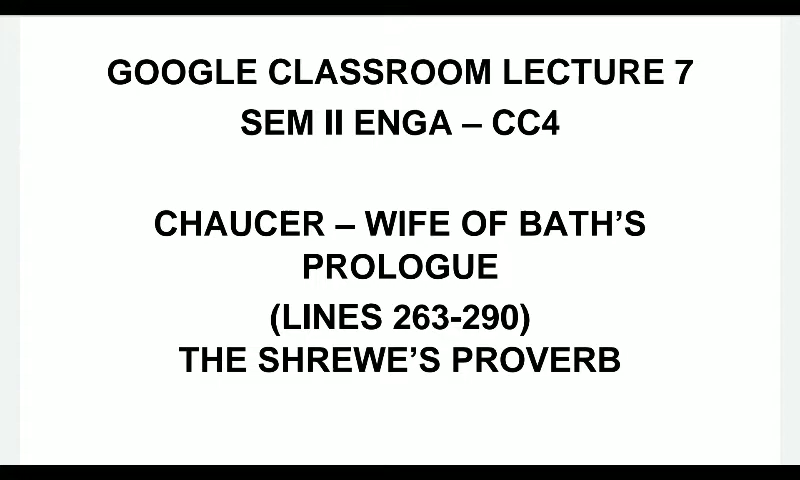 GOOGLE CLASSROOM LECTURE 7
SEM II ENGA – CC4
CHAUCER – WIFE OF BATH’S
PROLOGUE
(LINES 263-290)
THE SHREWE’S PROVERB